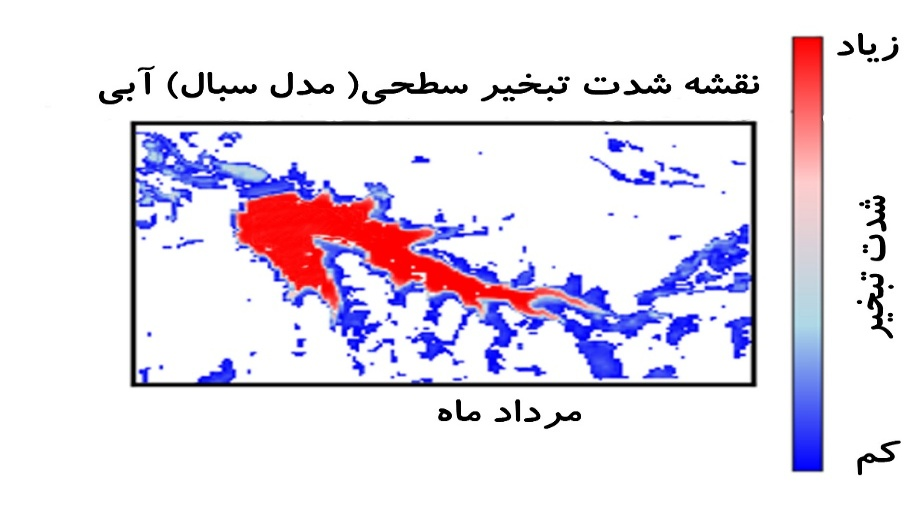 زیاد
نقشه شدت تبخیر سطحی( مدل سبال) آبی
شدت تبخیر
مرداد ماه
کم